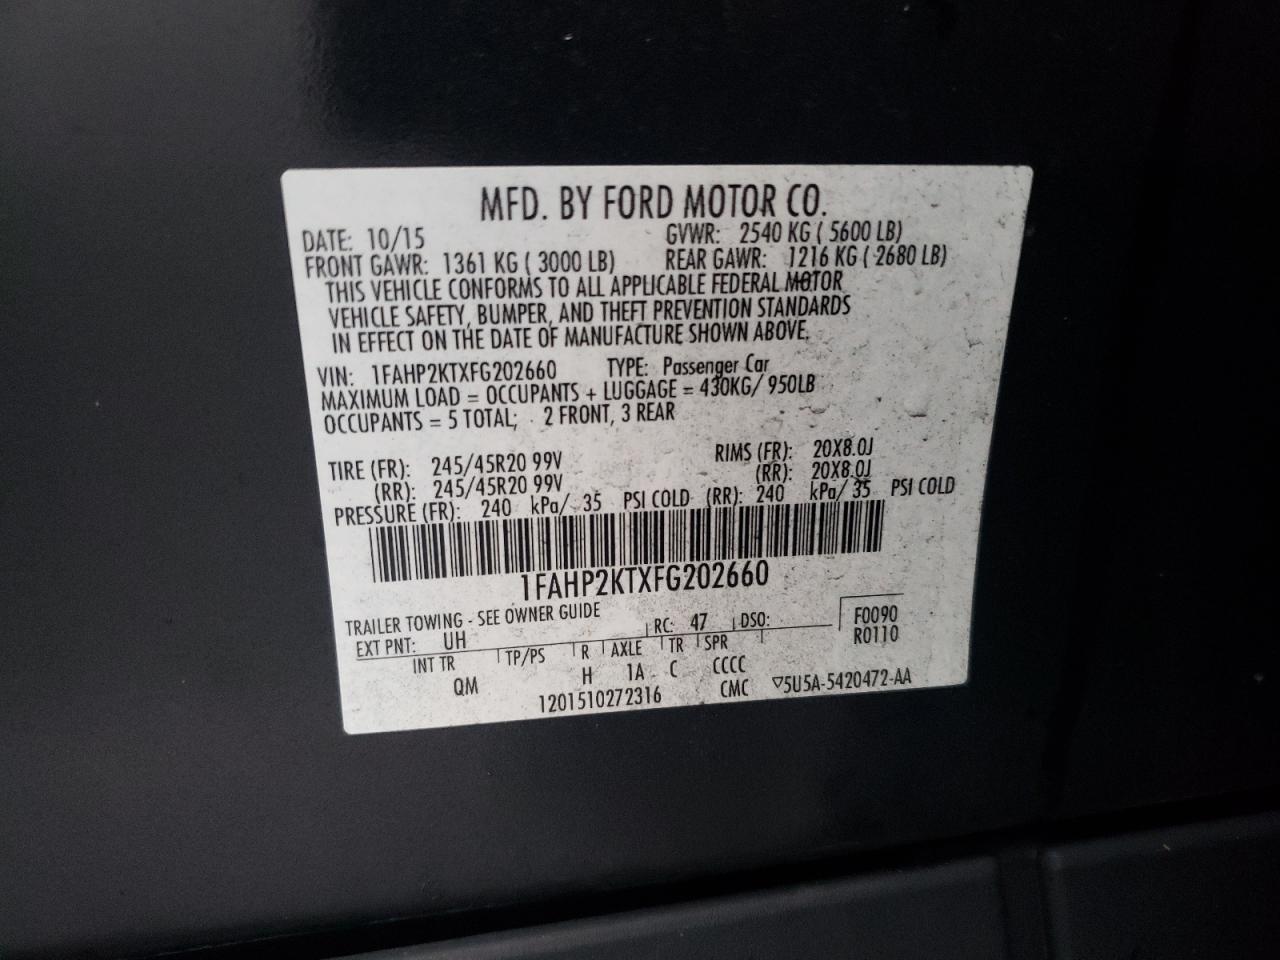 MFD. BY FORD MOTOR CO.
DATE: 10/15 GVWR: 2540 KG ( 5600 LB)
FRONT GAWR: 1361 KG ( 3000 LB) REAR GAWR: 1216 KG ( 2680 LB)
THIS VEHICLE CONFORMS TO ALL APPLICABLE FEDERAL MOTOR
VEHICLE SAFETY, BUMPER, AND THEFT PREVENTION STANDARDS
IN EFFECT ON THE DATE OF MANUFACTURE SHOWN ABOVE.
VIN: 1FAHP2KTXFG202660 TYPE: Passenger Car
MAXIMUM LOAD = OCCUPANTS + LUGGAGE = 430KG/ 950LB
OCCUPANTS = 5 TOTAL; 2 FRONT, 3 REAR
TIRE (FR): 245/45R20 99V RIMS (FR): 20X8.0J
(RR): 245/45R20 99V (RR): 20X8.0J
PRESSURE (FR): 240 kPa/ 35 PSI COLD (RR): 240 kPa/ 35 PSI COLD
1FAHP2KTXFG202660
TRAILER TOWING - SEE OWNER GUIDE
EXT PNT: UH RC: 47 DSO: F0090
R0110
INT TR TP/PS R AXLE TR SPR
QM H 1A C CCCC
1201510272316 CMC ▽5U5A-5420472-AA